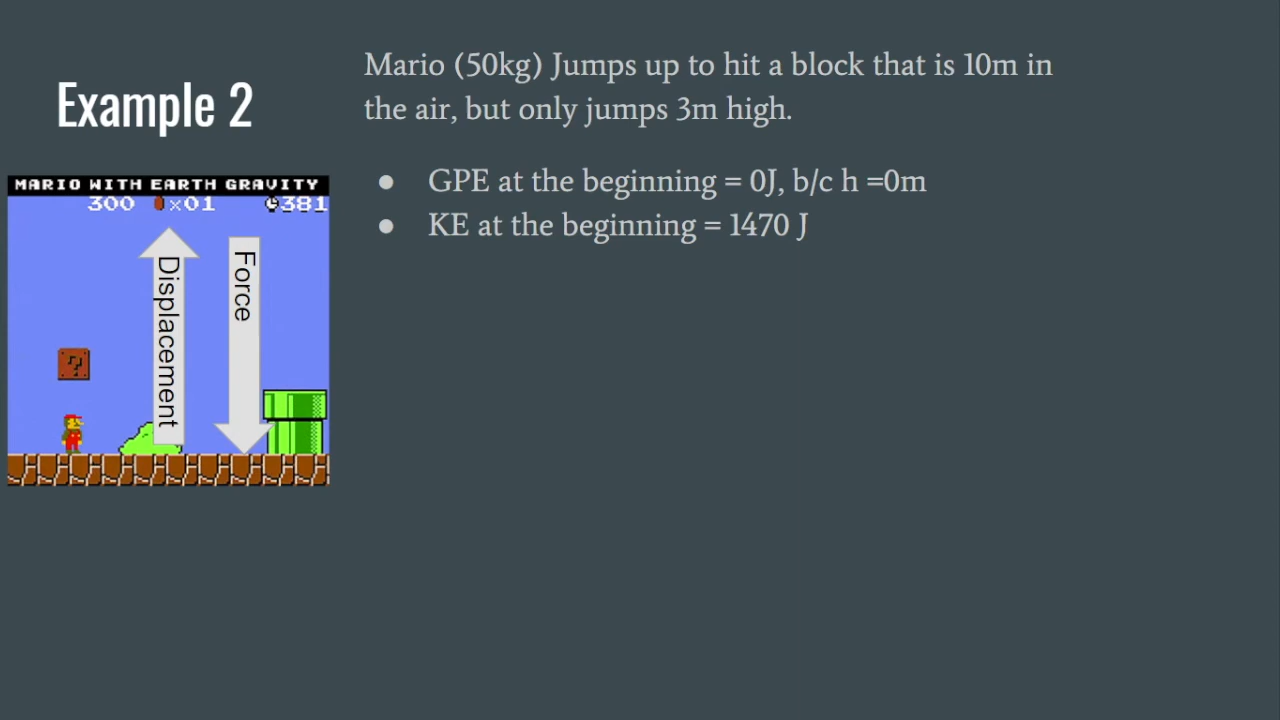 Example 2
Mario (50kg) Jumps up to hit a block that is 10m in
the air, but only jumps 3m high.
● GPE at the beginning = 0J, b/c h =0m
● KE at the beginning = 1470 J
MARIO WITH EARTH GRAVITY
300 ×01 381
Displacement
Force
?